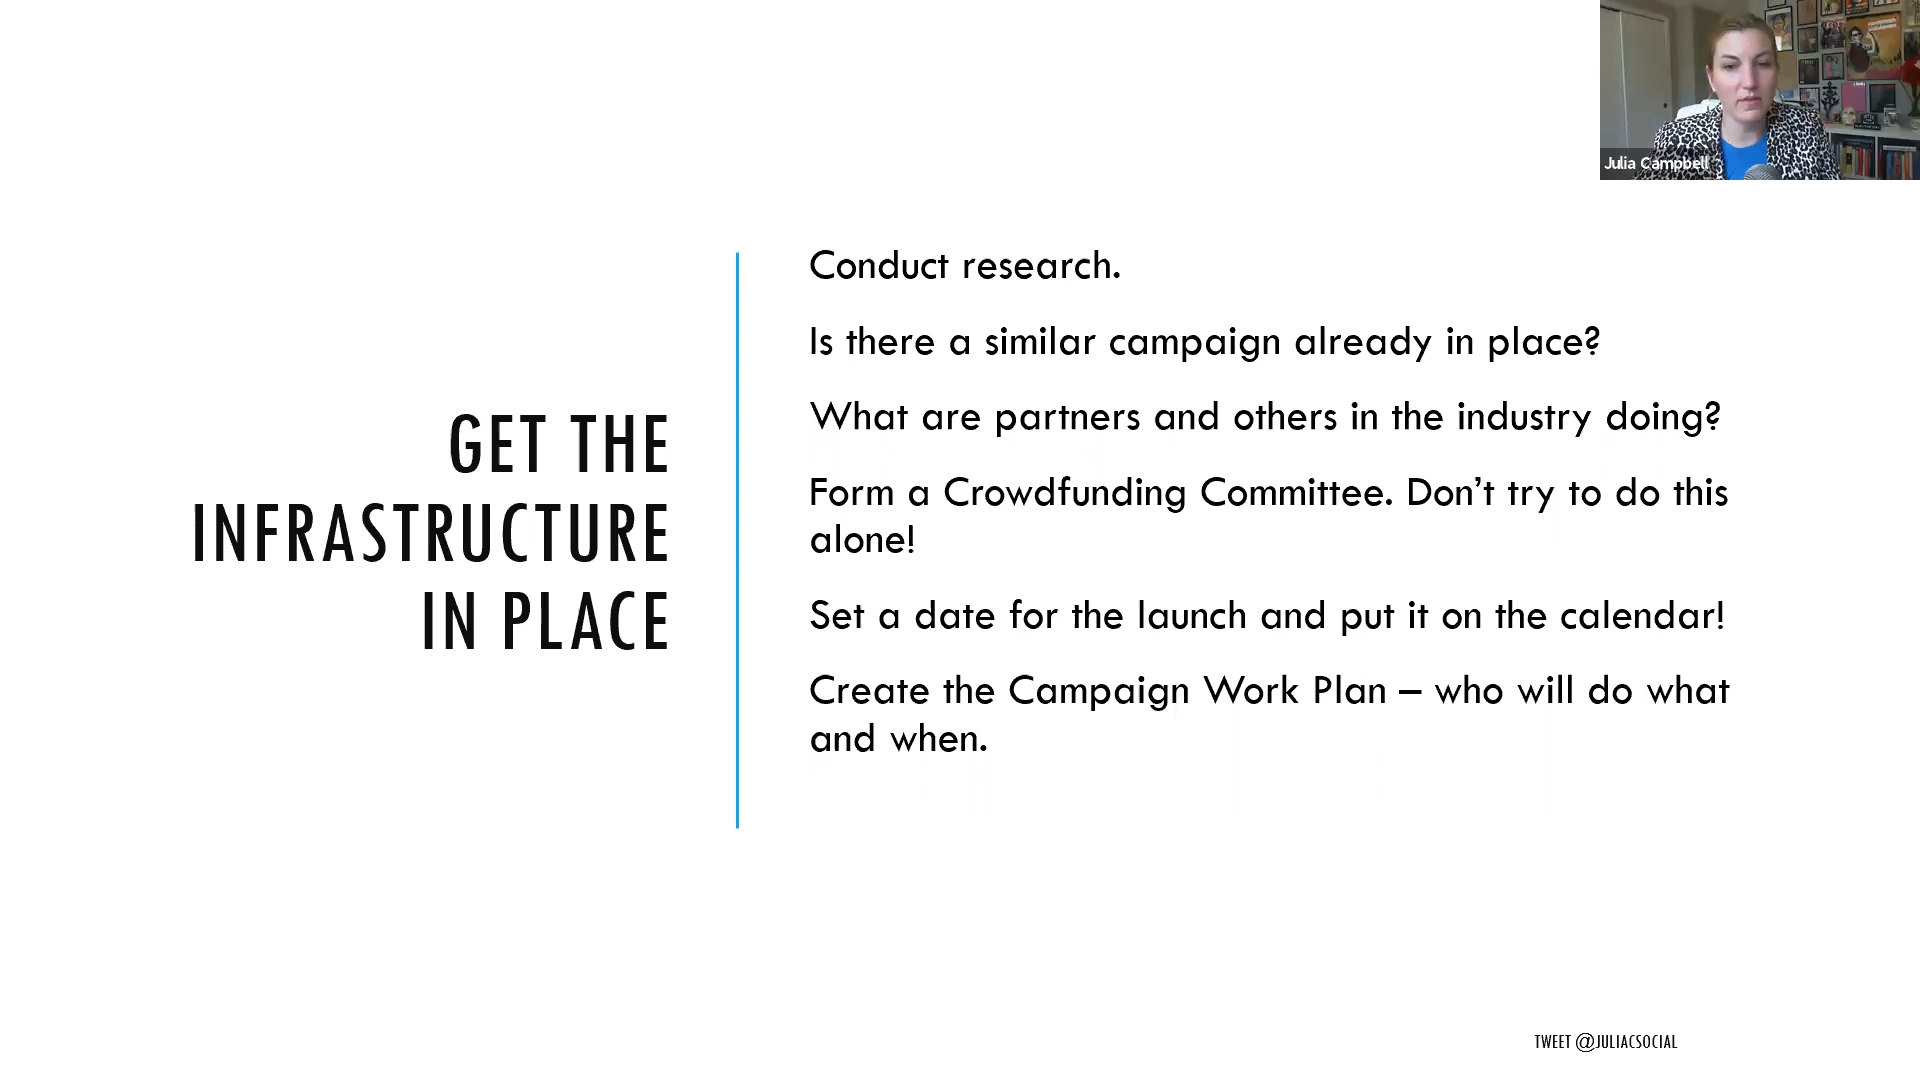 Julia Campbell
GET THE
INFRASTRUCTURE
IN PLACE
Conduct research.
Is there a similar campaign already in place?
What are partners and others in the industry doing?
Form a Crowdfunding Committee. Don’t try to do this
alone!
Set a date for the launch and put it on the calendar!
Create the Campaign Work Plan – who will do what
and when.
TWEET @JULIACSOCIAL